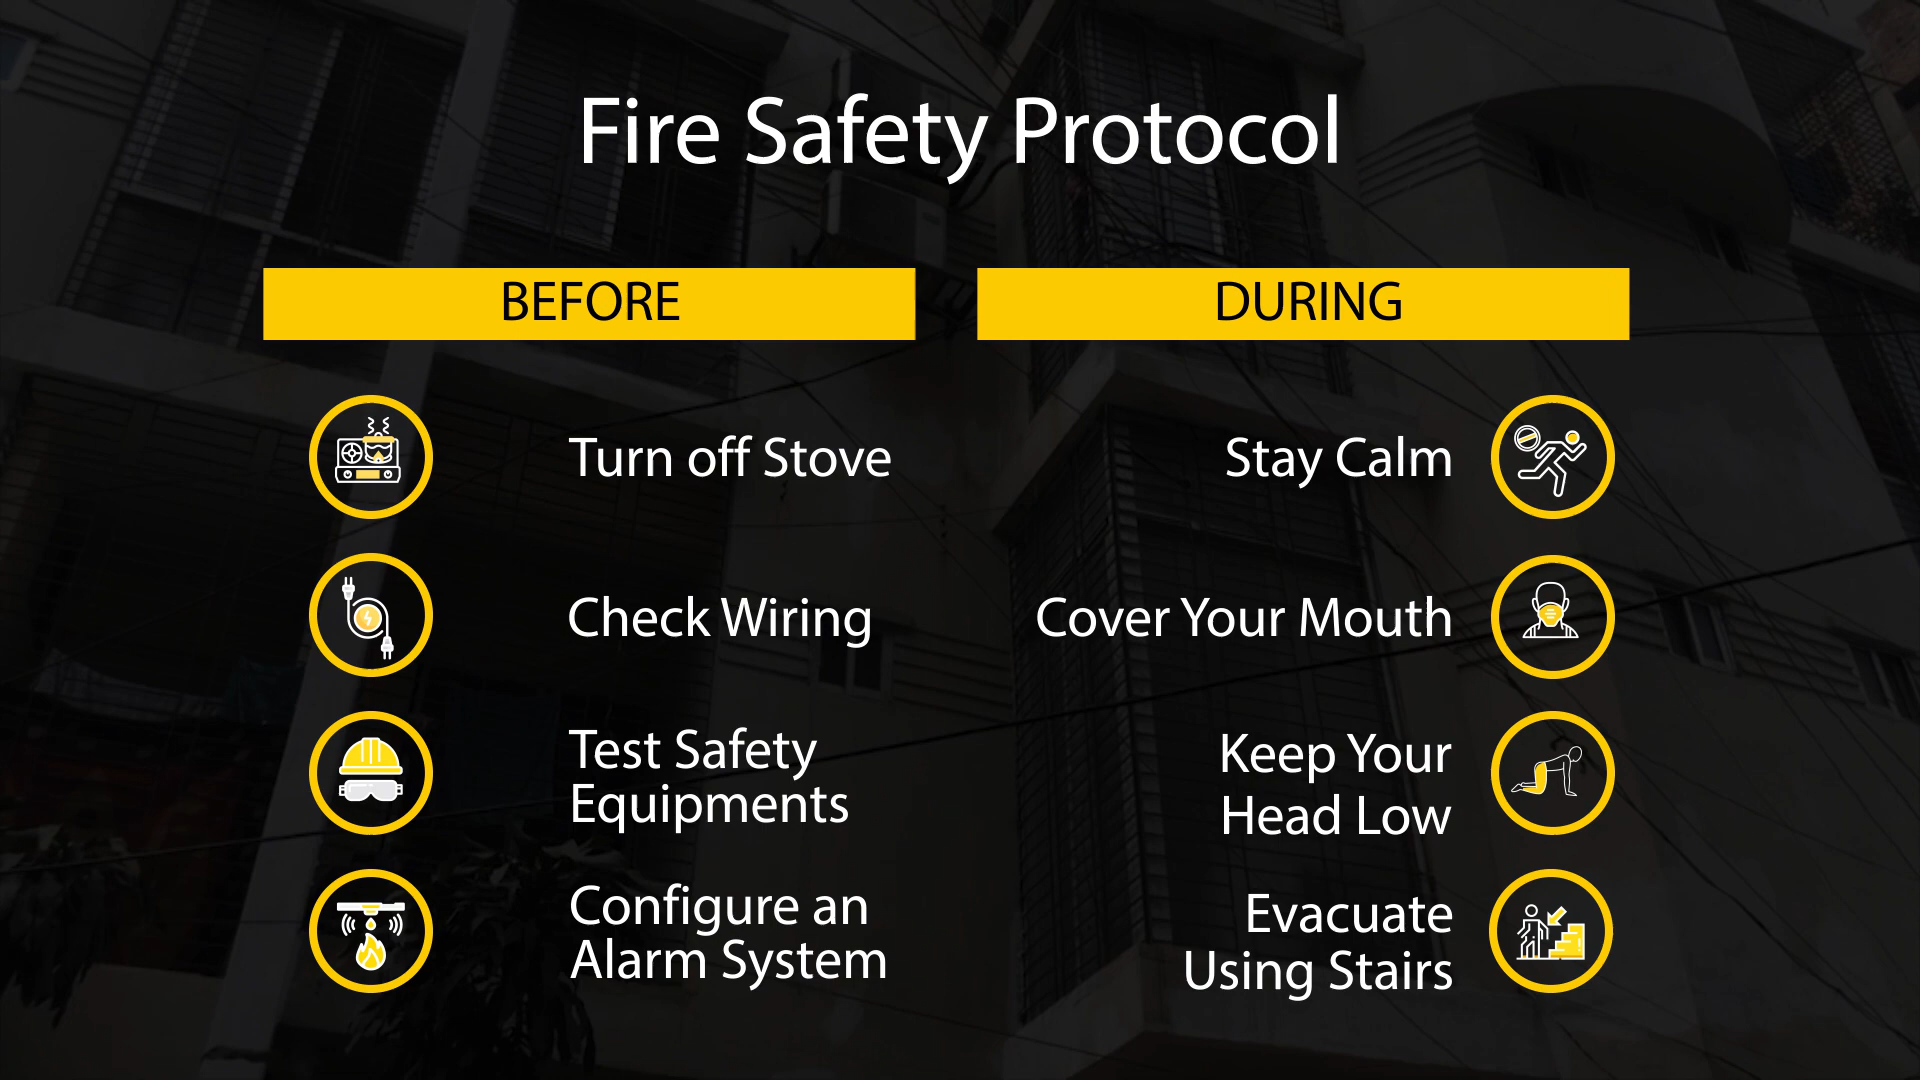 Fire Safety Protocol
BEFORE
Turn off Stove
Check Wiring
Test Safety
Equipments
Configure an
Alarm System
DURING
Stay Calm
Cover Your Mouth
Keep Your
Head Low
Evacuate
Using Stairs